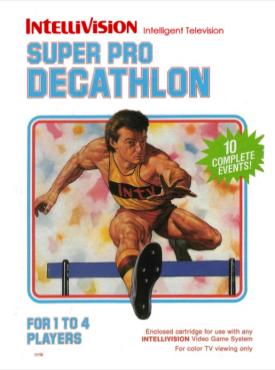 INTELLIVISION Intelligent Television
SUPER PRO
DECATHLON
10
COMPLETE
EVENTS!
INTV
FOR 1 TO 4
PLAYERS
Enclosed cartridge for use with any
INTELLIVISION Video Game System
For color TV viewing only